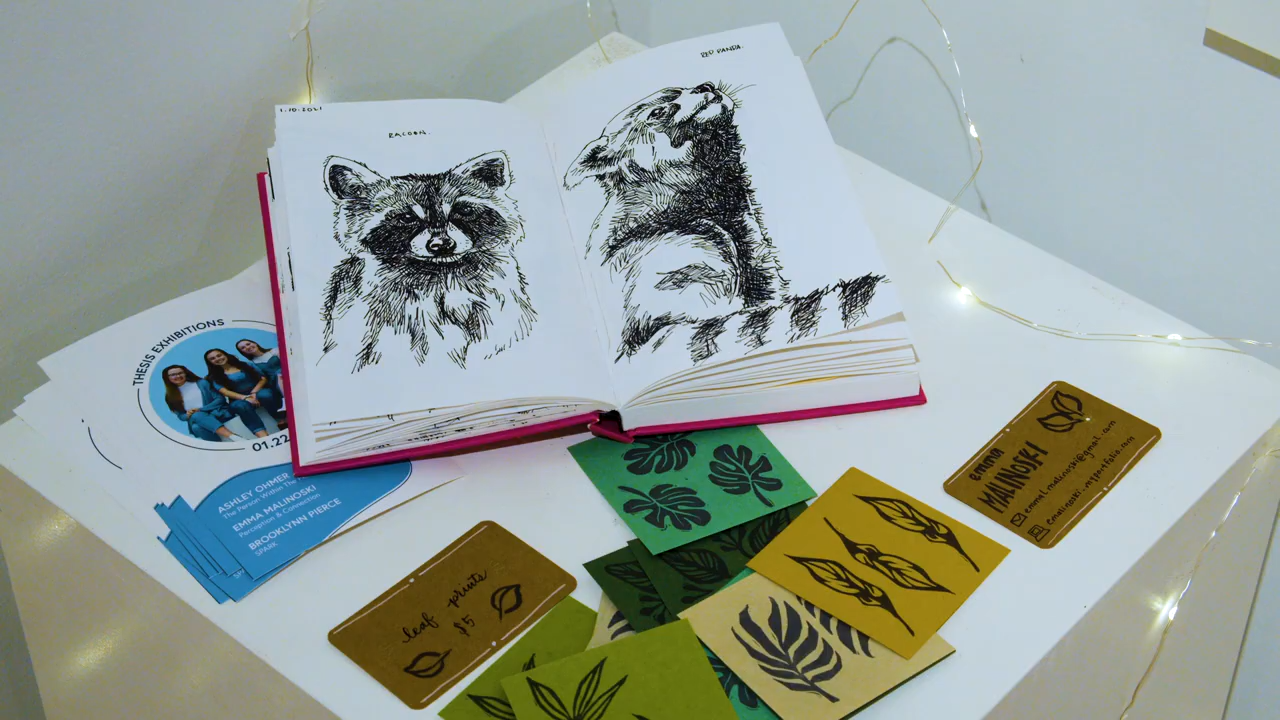 1.10.2021
RACOON.
RED PANDA.
THESIS EXHIBITIONS
01.22
ASHLEY OHMER
The Person Within The
EMMA MALINOSKI
Perception & Connection
BROOKLYNN PIERCE
SPARK
leaf prints
$5
emma
MALINOSKI
emmal.malinoski@gmail.com
emalinoski.myportfolio.com